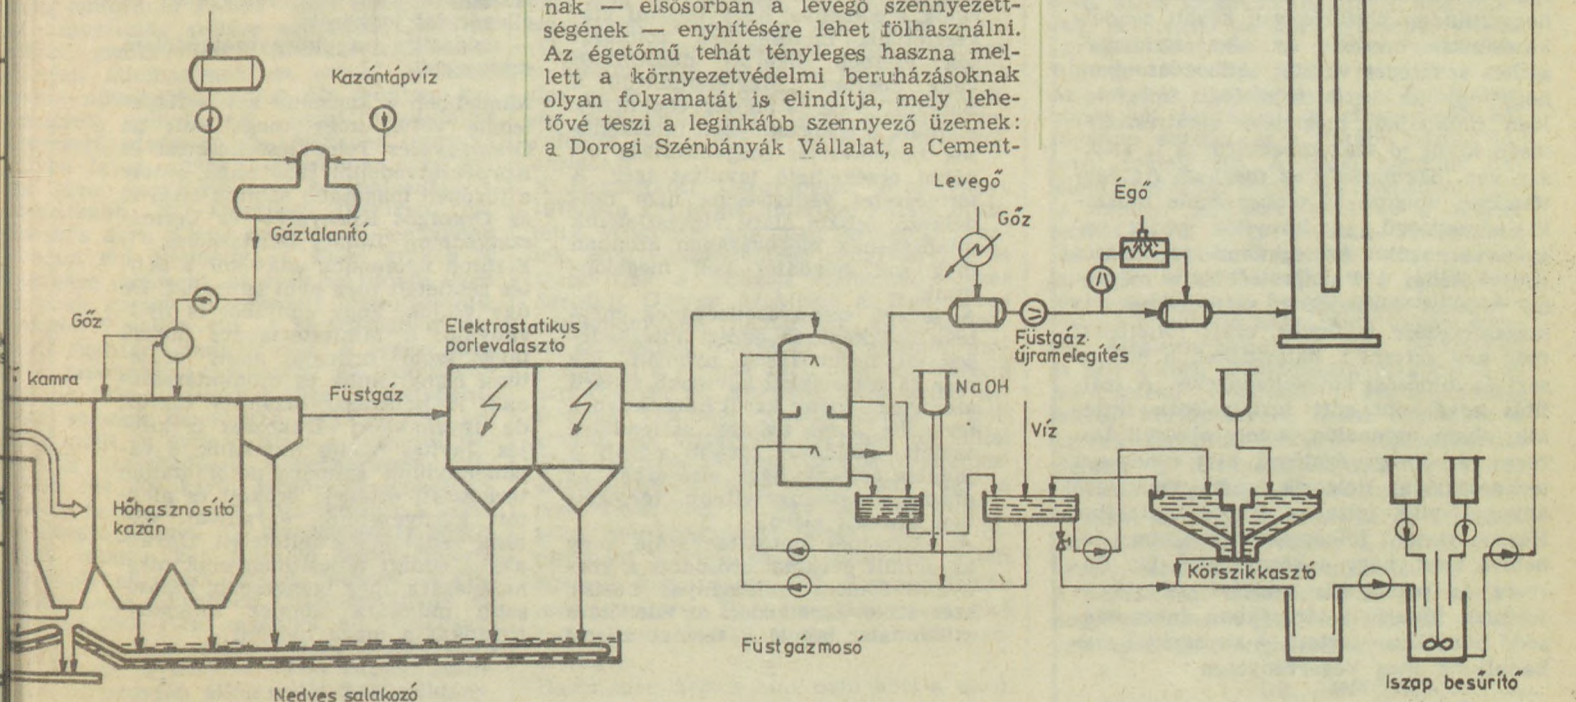 nak — elsősorban a levegő szennyezett-
ségének — enyhítésére lehet fölhasználni.
Az égetőmű tehát tényleges haszna mel-
lett a környezetvédelmi beruházásoknak
olyan folyamatát is elindítja, mely lehe-
tővé teszi a leginkább szennyező üzemek:
a Dorogi Szénbányák Vállalat, a Cement-
Kazántápvíz
Gáztalanító
Gőz
kamra
Füstgáz
Elektrosztatikus
porleválasztó
Hőhasznosító
kazán
Nedves salakozó
Levegő
Gőz
Égő
Füstgáz-
újramelegítés
NaOH
Víz
Körszikkasztó
Füstgázmosó
Iszap besűrítő